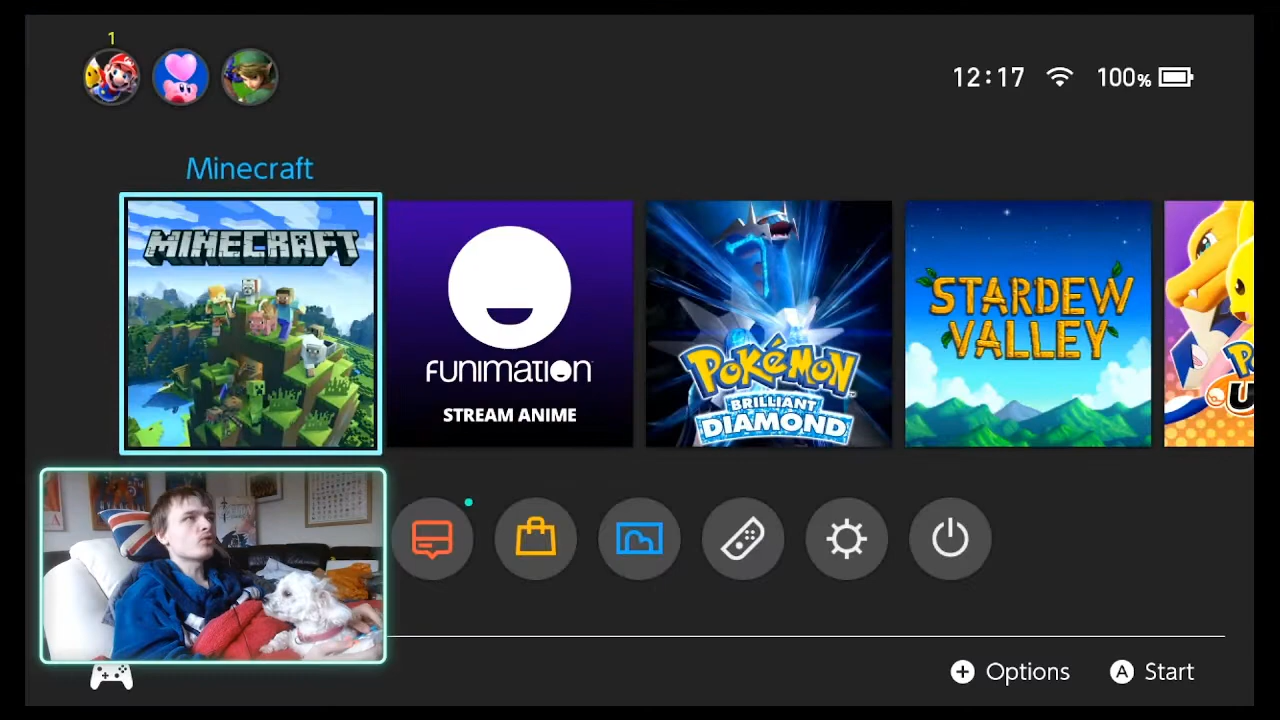 1
12:17
100%
Minecraft
MINECRAFT
FUNIMATION
STREAM ANIME
POKéMON
BRILLIANT
DIAMOND
STARDEW
VALLEY
Options
Start